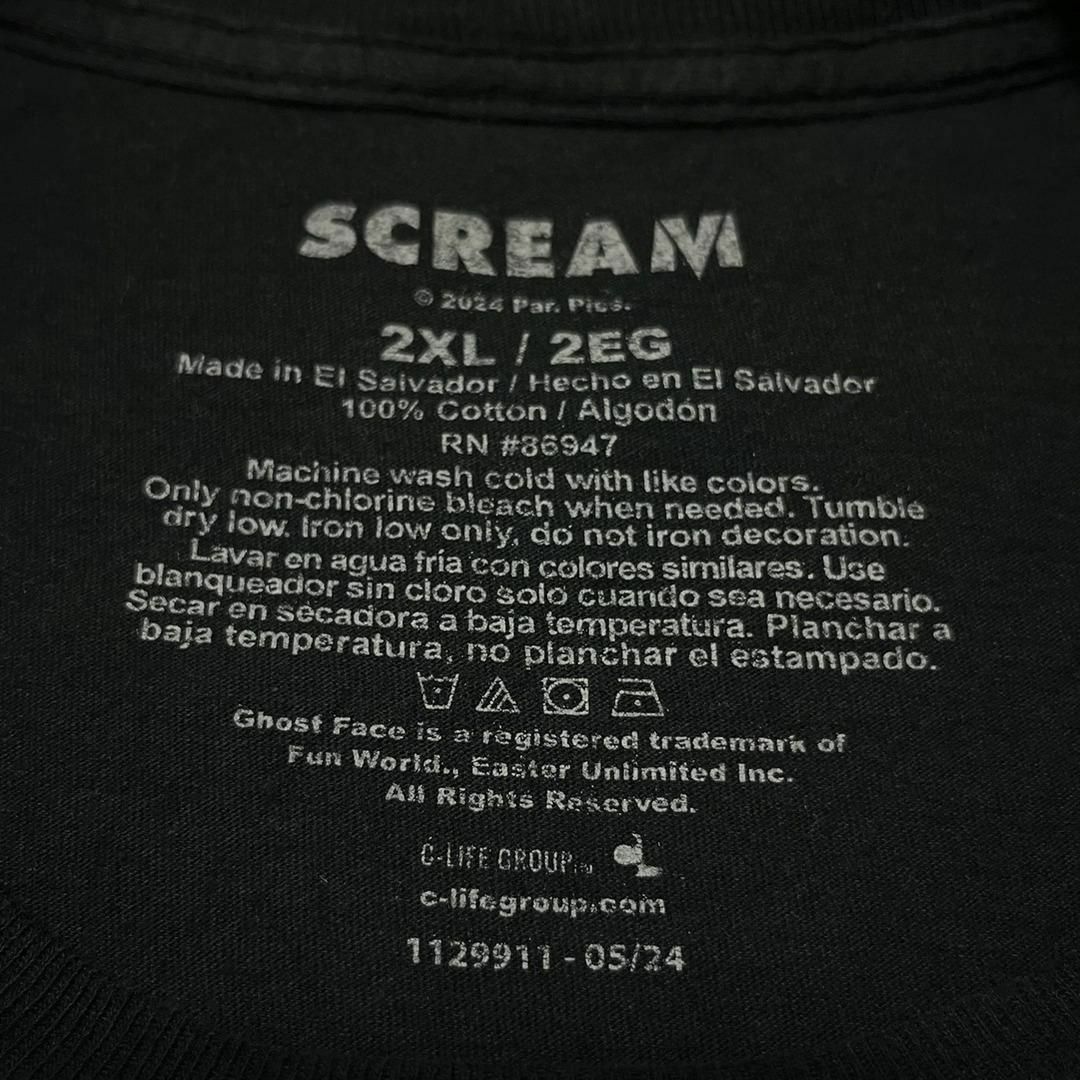 SCREAM
© 2024 Par. Pics.
2XL / 2EG
Made in El Salvador / Hecho en El Salvador
100% Cotton / Algodón
RN #86947
Machine wash cold with like colors.
Only non-chlorine bleach when needed. Tumble
dry low. Iron low only, do not iron decoration.
Lavar en agua fría con colores similares. Use
blanqueador sin cloro solo cuando sea necesario.
Secar en secadora a baja temperatura. Planchar a
baja temperatura, no planchar el estampado.
Ghost Face is a registered trademark of
Fun World., Easter Unlimited Inc.
All Rights Reserved.
C-LIFE GROUP
c-lifegroup.com
1129911 - 05/24